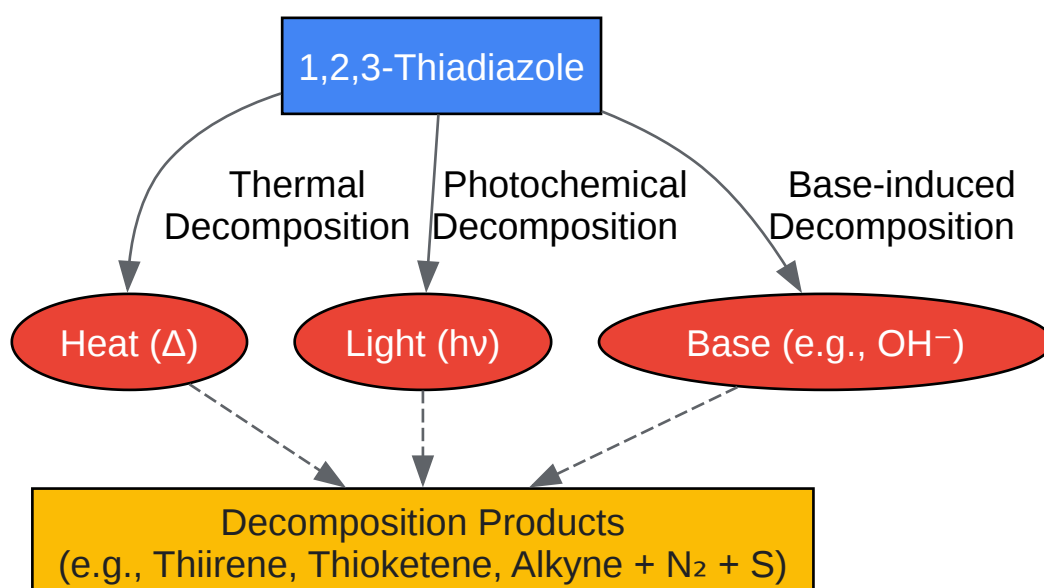 1,2,3-Thiadiazole
Thermal
Decomposition
Photochemical
Decomposition
Base-induced
Decomposition
Heat (Δ)
Light (hν)
Base (e.g., OH⁻)
Decomposition Products
(e.g., Thiirene, Thioketene, Alkyne + N₂ + S)